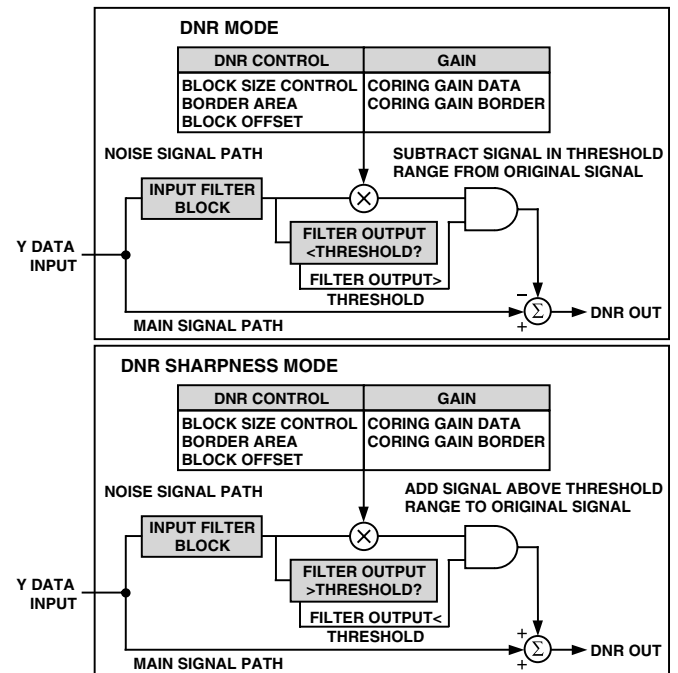 DNR MODE
DNR CONTROL
GAIN
BLOCK SIZE CONTROL
BORDER AREA
BLOCK OFFSET
CORING GAIN DATA
CORING GAIN BORDER
NOISE SIGNAL PATH
SUBTRACT SIGNAL IN THRESHOLD
RANGE FROM ORIGINAL SIGNAL
INPUT FILTER
BLOCK
×
FILTER OUTPUT
<THRESHOLD?
Y DATA
INPUT
FILTER OUTPUT>
THRESHOLD
–
Σ
+
DNR OUT
MAIN SIGNAL PATH
DNR SHARPNESS MODE
DNR CONTROL
GAIN
BLOCK SIZE CONTROL
BORDER AREA
BLOCK OFFSET
CORING GAIN DATA
CORING GAIN BORDER
NOISE SIGNAL PATH
ADD SIGNAL ABOVE THRESHOLD
RANGE TO ORIGINAL SIGNAL
INPUT FILTER
BLOCK
×
FILTER OUTPUT
>THRESHOLD?
Y DATA
INPUT
FILTER OUTPUT<
THRESHOLD
+
Σ
+
DNR OUT
MAIN SIGNAL PATH